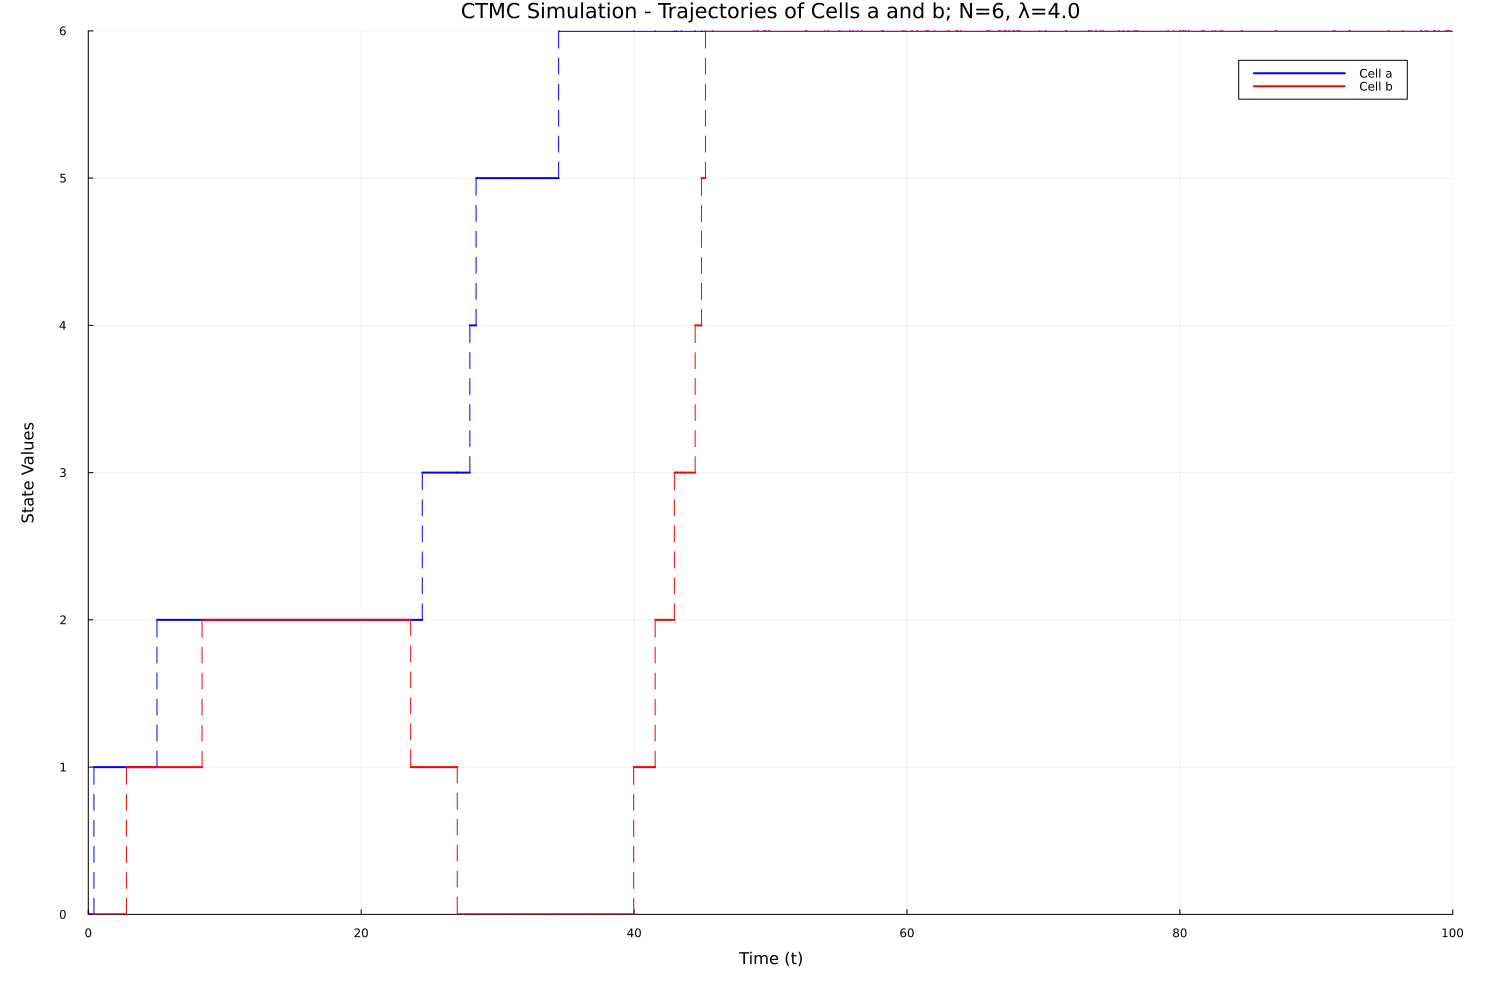 CTMC Simulation - Trajectories of Cells a and b; N=6, λ=4.0
6
5
4
3
2
1
0
State Values
Cell a
Cell b
0 20 40 60 80 100
Time (t)